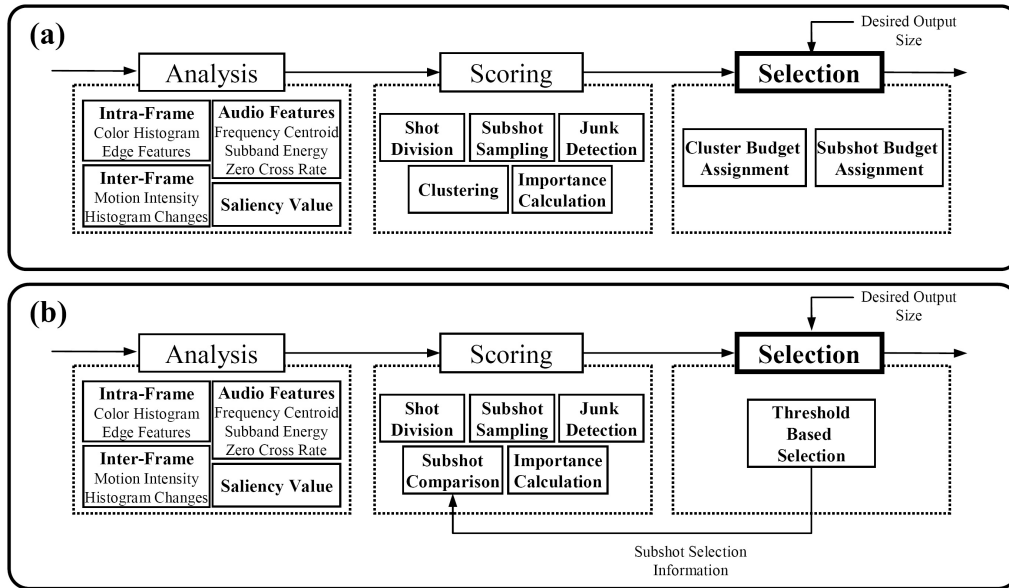 (a)
Desired Output
Size
Analysis
Scoring
Selection
Intra-Frame
Color Histogram
Edge Features
Audio Features
Frequency Centroid
Subband Energy
Zero Cross Rate
Inter-Frame
Motion Intensity
Histogram Changes
Saliency Value
Shot
Division
Subshot
Sampling
Junk
Detection
Clustering
Importance
Calculation
Cluster Budget
Assignment
Subshot Budget
Assignment
(b)
Desired Output
Size
Analysis
Scoring
Selection
Intra-Frame
Color Histogram
Edge Features
Audio Features
Frequency Centroid
Subband Energy
Zero Cross Rate
Inter-Frame
Motion Intensity
Histogram Changes
Saliency Value
Shot
Division
Subshot
Sampling
Junk
Detection
Subshot
Comparison
Importance
Calculation
Threshold
Based
Selection
Subshot Selection
Information